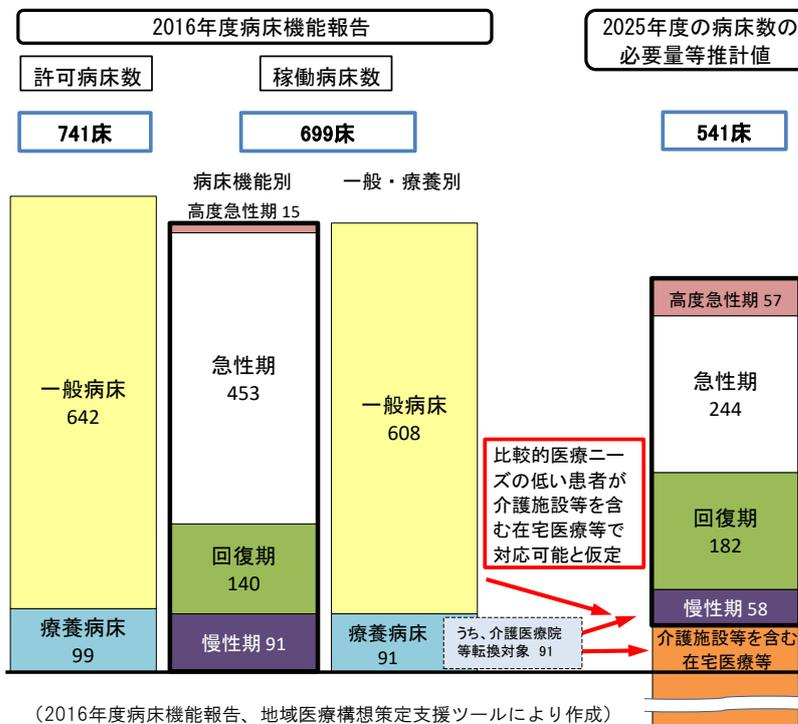 2016年度病床機能報告
2025年度の病床数の
必要量等推計値
許可病床数
稼働病床数
741床
699床
541床
病床機能別
一般・療養別
高度急性期 15
急性期
453
回復期
140
慢性期 91
一般病床
642
療養病床
99
一般病床
608
療養病床
91
比較的医療ニー
ズの低い患者が
介護施設等を含
む在宅医療等で
対応可能と仮定
うち、介護医療院
等転換対象 91
高度急性期 57
急性期
244
回復期
182
慢性期 58
介護施設等を含む
在宅医療等
（2016年度病床機能報告、地域医療構想策定支援ツールにより作成）